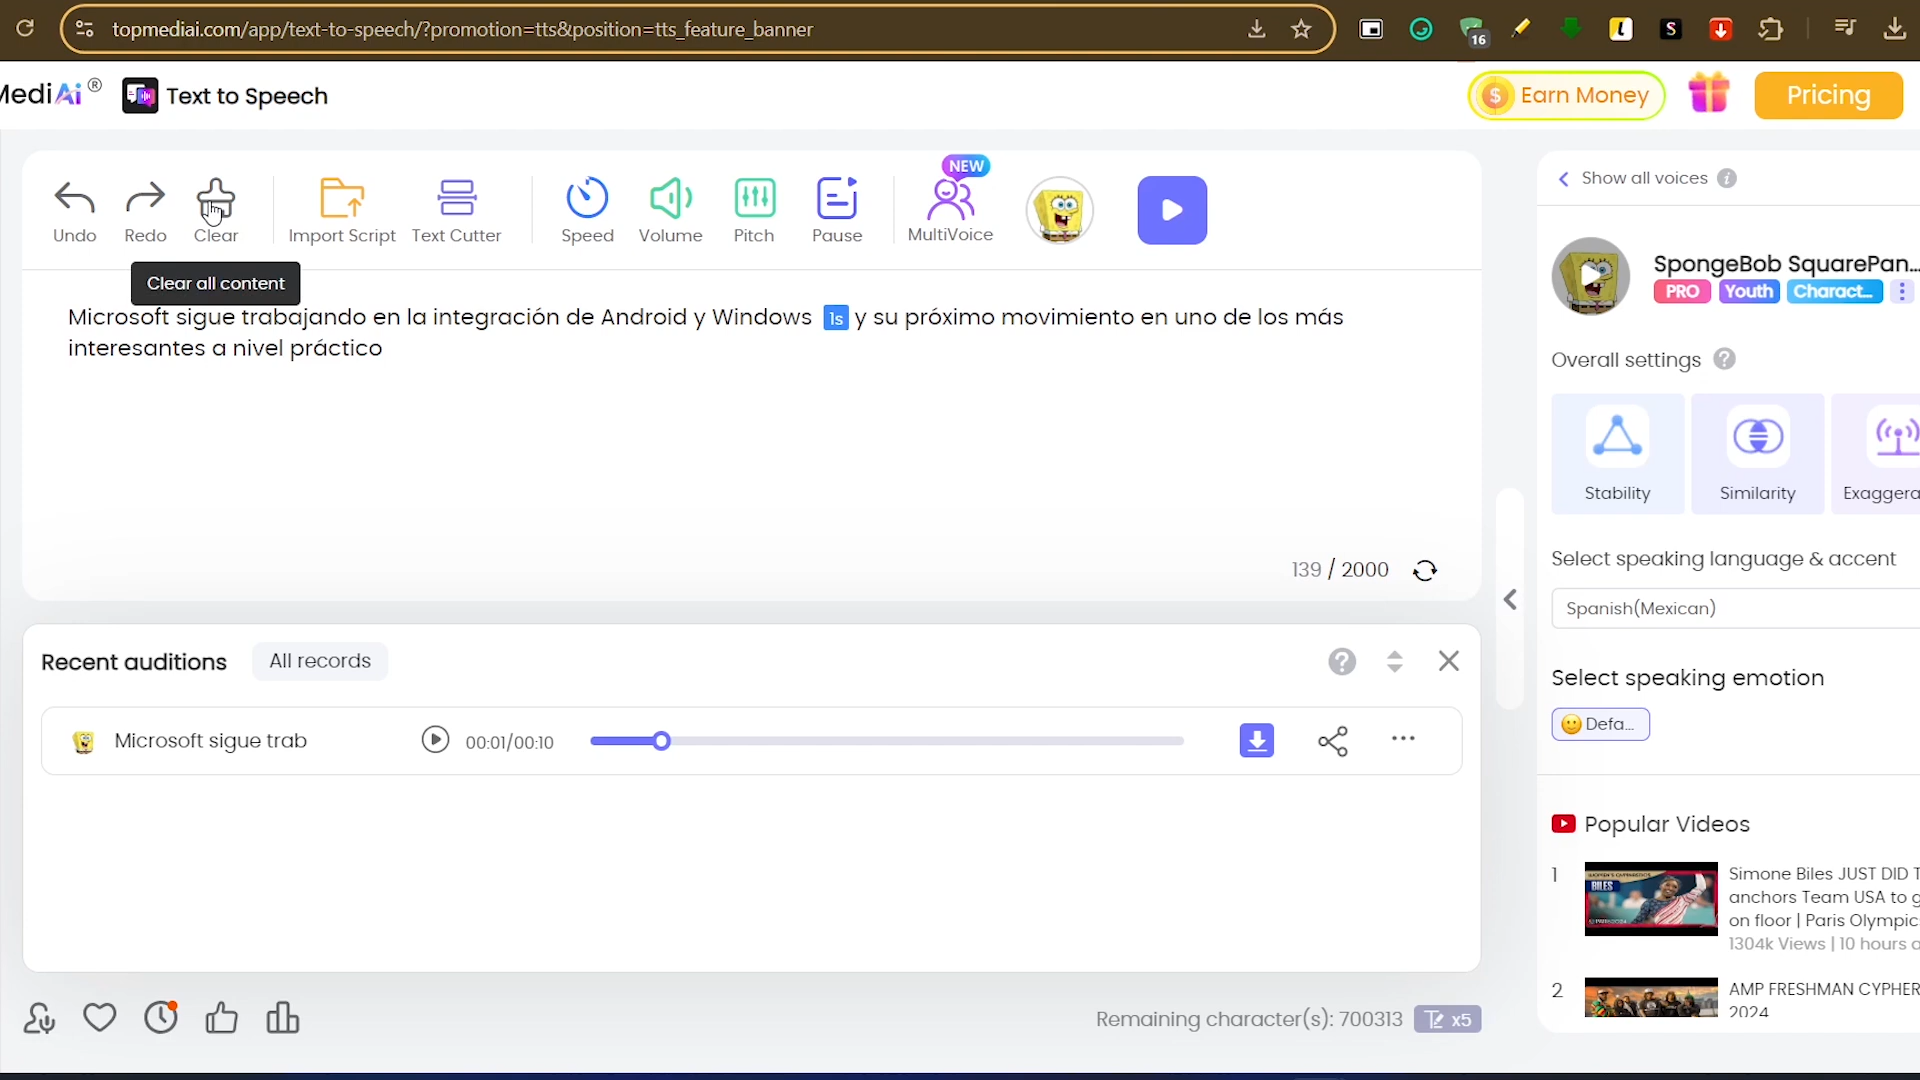 topmediai.com/app/text-to-speech/?promotion=tts&position=tts_feature_banner
16
MediAi®
Text to Speech
Earn Money
Pricing
Undo
Redo
Clear
Import Script
Text Cutter
Speed
Volume
Pitch
Pause
NEW
MultiVoice
Clear all content
Microsoft sigue trabajando en la integración de Android y Windows 1s y su próximo movimiento en uno de los más
interesantes a nivel práctico
139 / 2000
Recent auditions
All records
Microsoft sigue trab
00:01/00:10
Remaining character(s): 700313
x5
Show all voices
SpongeBob SquarePan...
PRO
Youth
Charact...
Overall settings
Stability
Similarity
Exaggera
Select speaking language & accent
Spanish(Mexican)
Select speaking emotion
Defa...
Popular Videos
1
BILES
Simone Biles JUST DID T
anchors Team USA to g
on floor | Paris Olympic
1304k Views | 10 hours a
2
AMP FRESHMAN CYPHER
2024